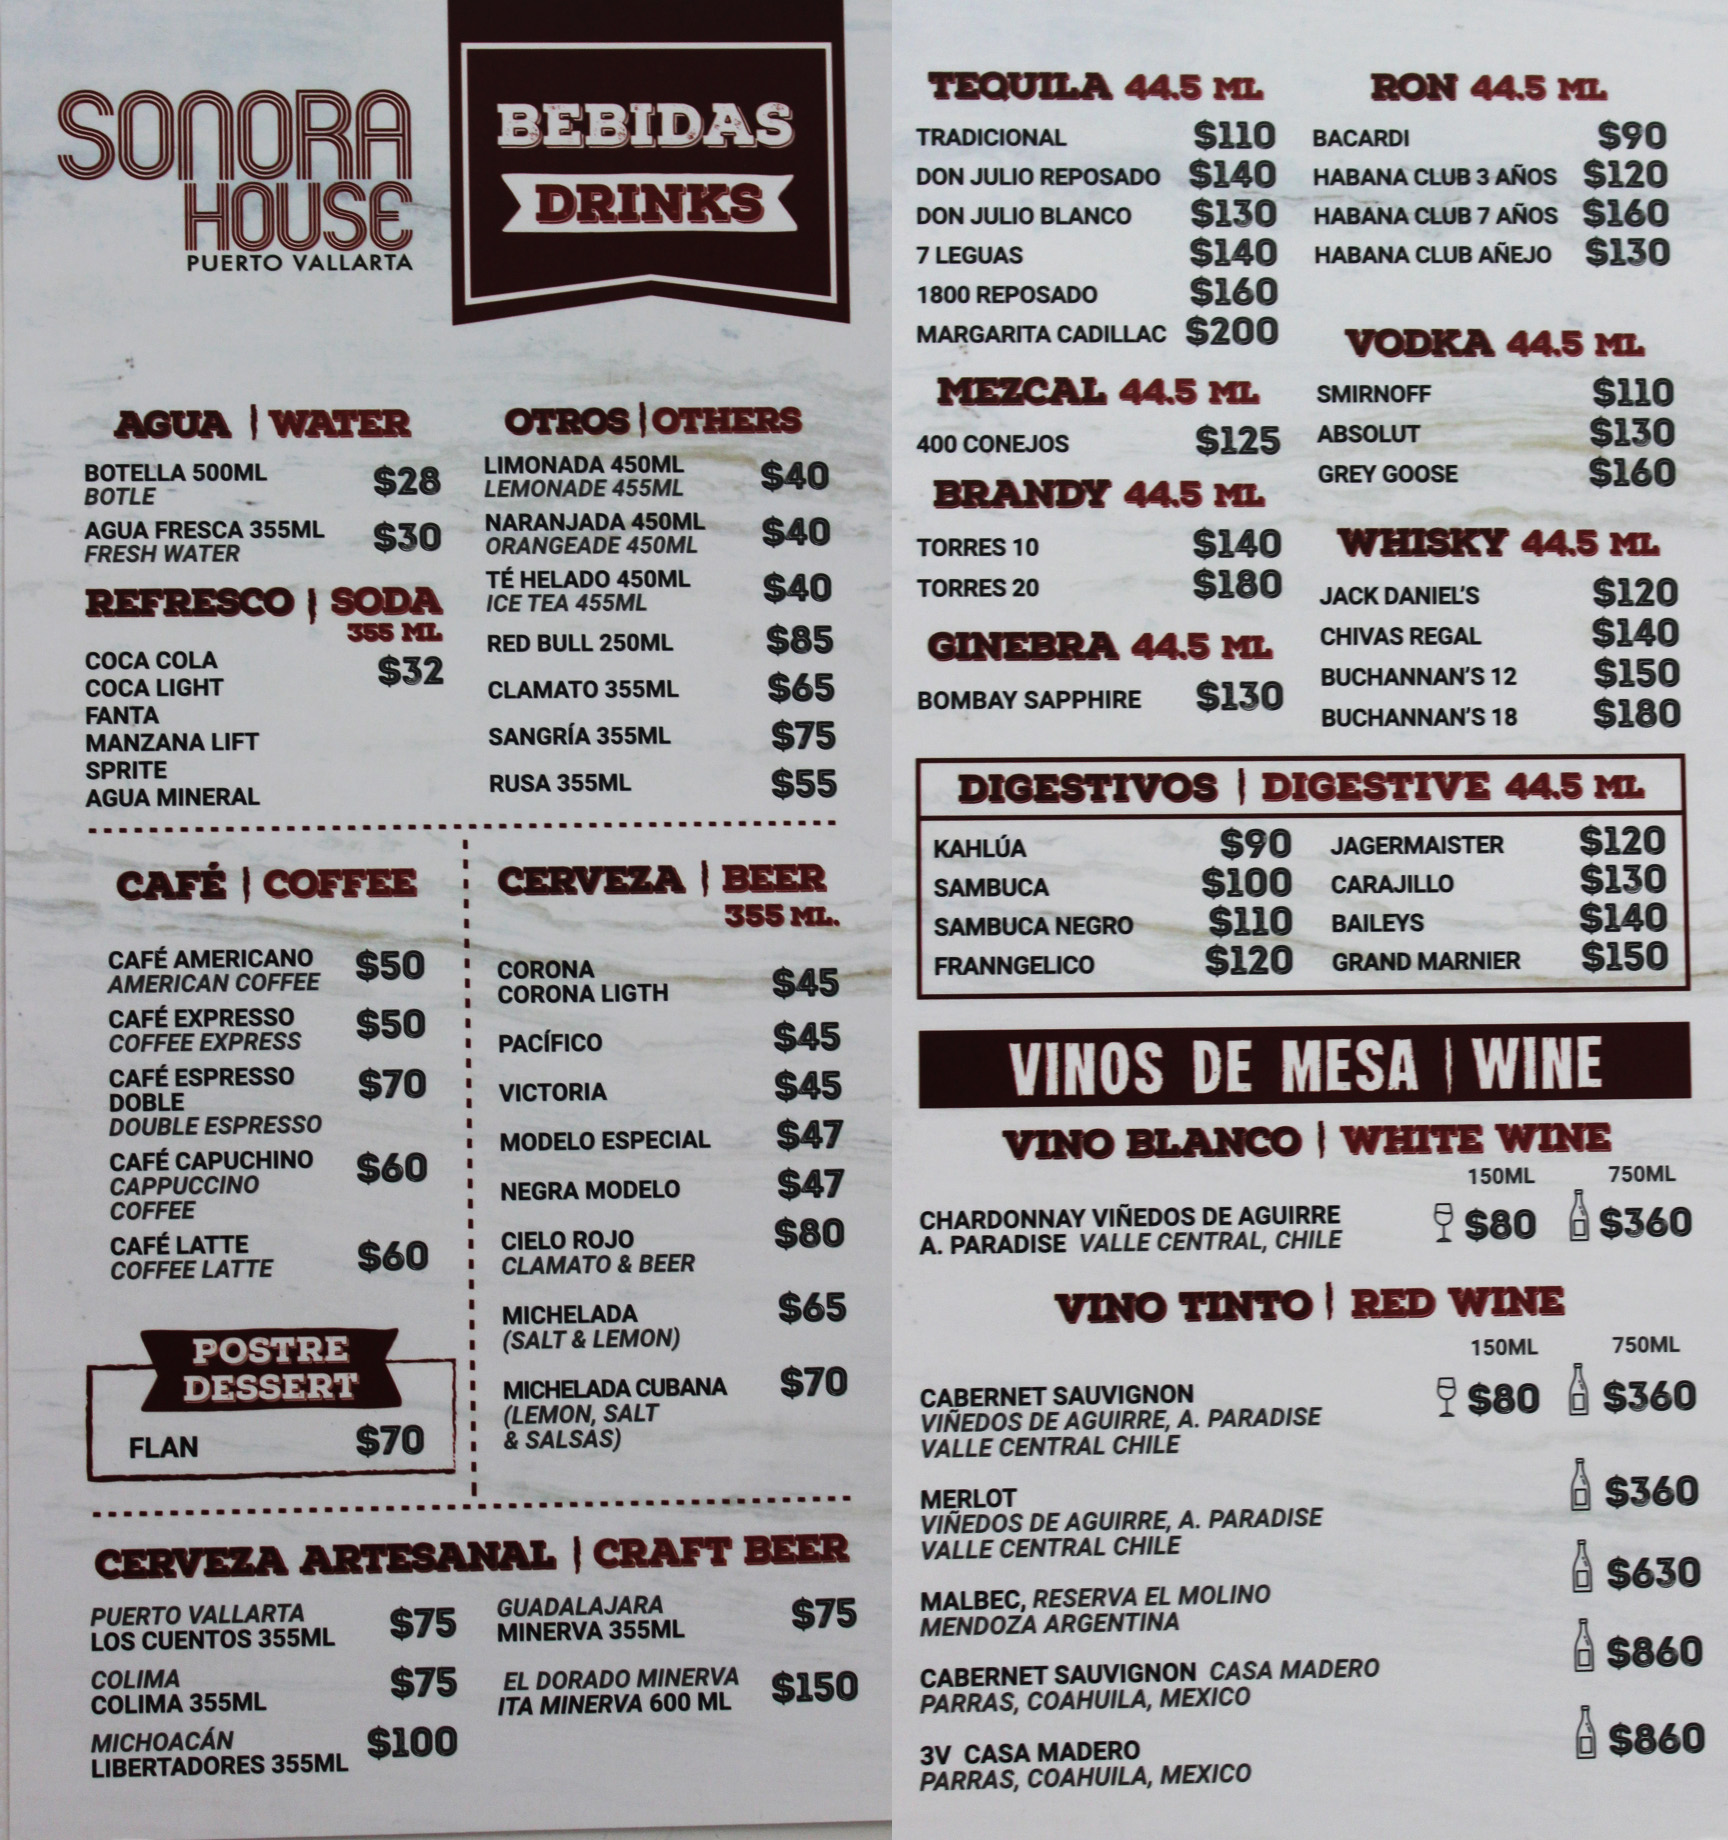 SONORA
HOUSE
PUERTO VALLARTA
BEBIDAS
DRINKS
AGUA | WATER
BOTELLA 500ML $28
BOTLE
AGUA FRESCA 355ML $30
FRESH WATER
REFRESCO | SODA
355 ML
COCA COLA $32
COCA LIGHT
FANTA
MANZANA LIFT
SPRITE
AGUA MINERAL
OTROS | OTHERS
LIMONADA 450ML $40
LEMONADE 455ML
NARANJADA 450ML $40
ORANGEADE 450ML
TÉ HELADO 450ML $40
ICE TEA 455ML
RED BULL 250ML $85
CLAMATO 355ML $65
SANGRÍA 355ML $75
RUSA 355ML $55
CAFÉ | COFFEE
CAFÉ AMERICANO $50
AMERICAN COFFEE
CAFÉ EXPRESSO $50
COFFEE EXPRESS
CAFÉ ESPRESSO $70
DOBLE
DOUBLE ESPRESSO
CAFÉ CAPUCHINO $60
CAPPUCCINO
COFFEE
CAFÉ LATTE $60
COFFEE LATTE
POSTRE
DESSERT
FLAN $70
CERVEZA | BEER
355 ML.
CORONA $45
CORONA LIGTH
PACÍFICO $45
VICTORIA $45
MODELO ESPECIAL $47
NEGRA MODELO $47
CIELO ROJO $80
CLAMATO & BEER
MICHELADA $65
(SALT & LEMON)
MICHELADA CUBANA $70
(LEMON, SALT
& SALSAS)
CERVEZA ARTESANAL | CRAFT BEER
PUERTO VALLARTA $75
LOS CUENTOS 355ML
COLIMA $75
COLIMA 355ML
MICHOACÁN $100
LIBERTADORES 355ML
GUADALAJARA $75
MINERVA 355ML
EL DORADO MINERVA $150
ITA MINERVA 600 ML
TEQUILA 44.5 ML
TRADICIONAL $110
DON JULIO REPOSADO $140
DON JULIO BLANCO $130
7 LEGUAS $140
1800 REPOSADO $160
MARGARITA CADILLAC $200
MEZCAL 44.5 ML
400 CONEJOS $125
BRANDY 44.5 ML
TORRES 10 $140
TORRES 20 $180
GINEBRA 44.5 ML
BOMBAY SAPPHIRE $130
RON 44.5 ML
BACARDI $90
HABANA CLUB 3 AÑOS $120
HABANA CLUB 7 AÑOS $160
HABANA CLUB AÑEJO $130
VODKA 44.5 ML
SMIRNOFF $110
ABSOLUT $130
GREY GOOSE $160
WHISKY 44.5 ML
JACK DANIEL'S $120
CHIVAS REGAL $140
BUCHANNAN'S 12 $150
BUCHANNAN'S 18 $180
DIGESTIVOS | DIGESTIVE 44.5 ML
KAHLÚA $90
SAMBUCA $100
SAMBUCA NEGRO $110
FRANNGELICO $120
JAGERMAISTER $120
CARAJILLO $130
BAILEYS $140
GRAND MARNIER $150
VINOS DE MESA | WINE
VINO BLANCO | WHITE WINE
150ML 750ML
CHARDONNAY VIÑEDOS DE AGUIRRE $80 $360
A. PARADISE VALLE CENTRAL, CHILE
VINO TINTO | RED WINE
150ML 750ML
CABERNET SAUVIGNON $80 $360
VIÑEDOS DE AGUIRRE, A. PARADISE
VALLE CENTRAL CHILE
MERLOT $360
VIÑEDOS DE AGUIRRE, A. PARADISE
VALLE CENTRAL CHILE
MALBEC, RESERVA EL MOLINO $630
MENDOZA ARGENTINA
CABERNET SAUVIGNON CASA MADERO $860
PARRAS, COAHUILA, MEXICO
3V CASA MADERO $860
PARRAS, COAHUILA, MEXICO